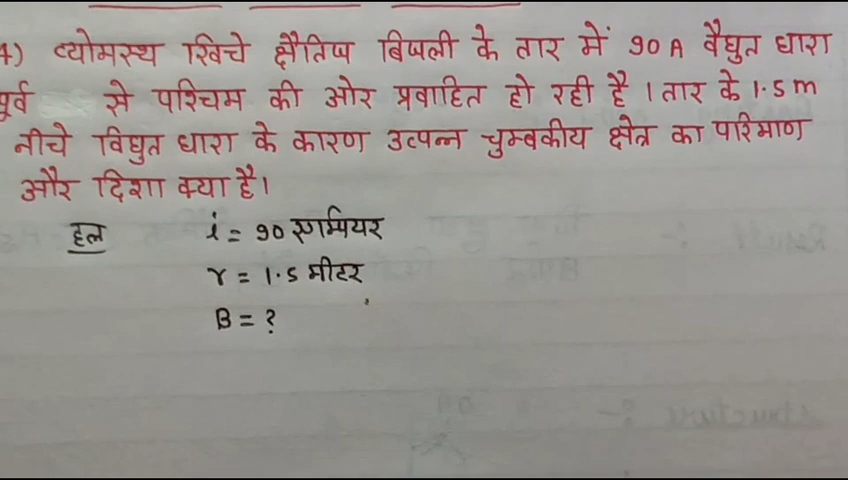 4) व्योमस्थ खिचे क्षैतिज बिजली के तार में 90 A वैद्युत धारा
पूर्व से पश्चिम की ओर प्रवाहित हो रही है । तार के 1.5 m
नीचे विद्युत धारा के कारण उत्पन्न चुम्बकीय क्षेत्र का परिमाण
और दिशा क्या है।
हल i = 90 एम्पियर
r = 1.5 मीटर
B = ?